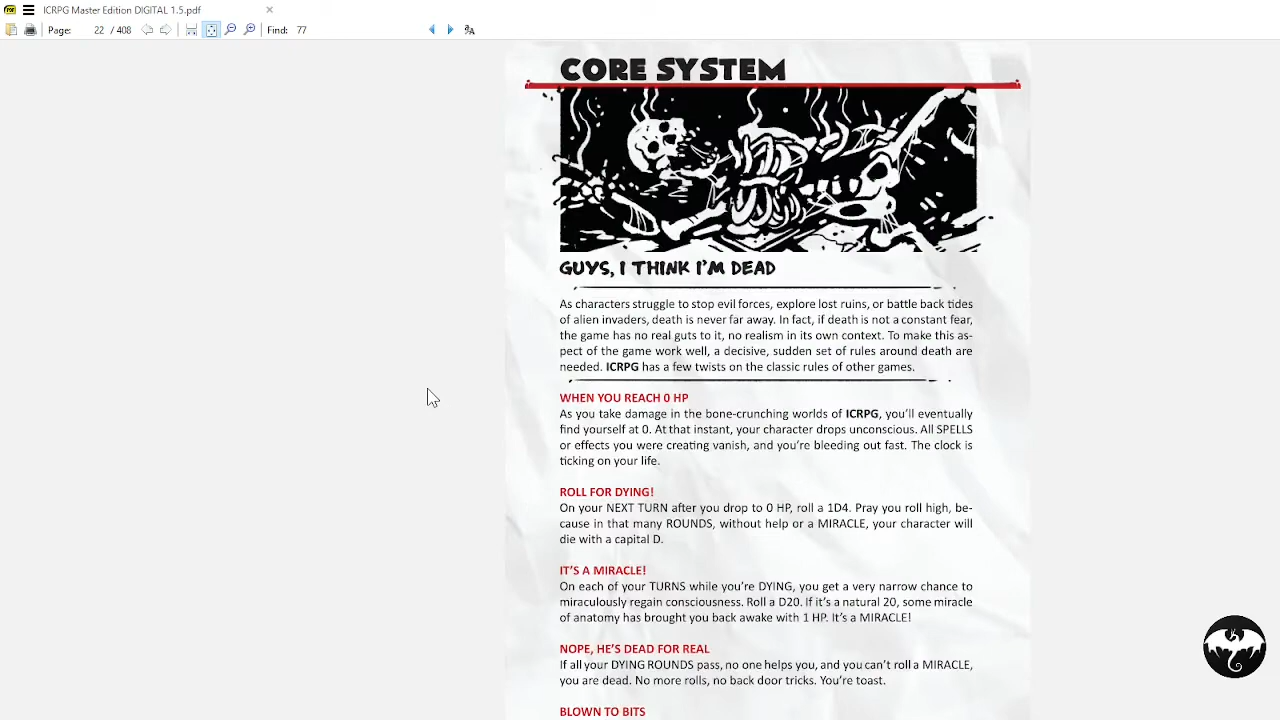 ICRPG Master Edition DIGITAL 1.5.pdf
Page: 22 / 408 Find: 77
CORE SYSTEM
GUYS, I THINK I'M DEAD
As characters struggle to stop evil forces, explore lost ruins, or battle back tides
of alien invaders, death is never far away. In fact, if death is not a constant fear,
the game has no real guts to it, no realism in its own context. To make this as-
pect of the game work well, a decisive, sudden set of rules around death are
needed. ICRPG has a few twists on the classic rules of other games.
WHEN YOU REACH 0 HP
As you take damage in the bone-crunching worlds of ICRPG, you'll eventually
find yourself at 0. At that instant, your character drops unconscious. All SPELLS
or effects you were creating vanish, and you're bleeding out fast. The clock is
ticking on your life.
ROLL FOR DYING!
On your NEXT TURN after you drop to 0 HP, roll a 1D4. Pray you roll high, be-
cause in that many ROUNDS, without help or a MIRACLE, your character will
die with a capital D.
IT'S A MIRACLE!
On each of your TURNS while you're DYING, you get a very narrow chance to
miraculously regain consciousness. Roll a D20. If it's a natural 20, some miracle
of anatomy has brought you back awake with 1 HP. It's a MIRACLE!
NOPE, HE'S DEAD FOR REAL
If all your DYING ROUNDS pass, no one helps you, and you can't roll a MIRACLE,
you are dead. No more rolls, no back door tricks. You're toast.
BLOWN TO BITS